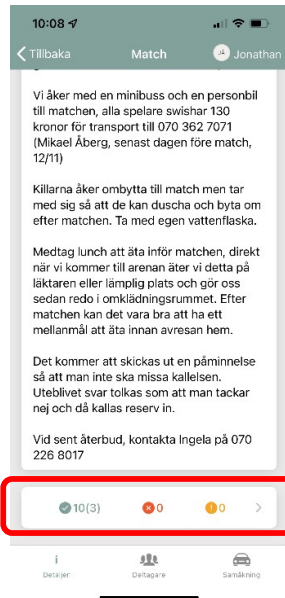 10:08
Tillbaka Match JA Jonathan
Vi åker med en minibuss och en personbil
till matchen, alla spelare swishar 130
kronor för transport till 070 362 7071
(Mikael Åberg, senast dagen före match,
12/11)
Killarna åker ombytta till match men tar
med sig så att de kan duscha och byta om
efter matchen. Ta med egen vattenflaska.
Medtag lunch att äta inför matchen, direkt
när vi kommer till arenan äter vi detta på
läktaren eller lämplig plats och gör oss
sedan redo i omklädningsrummet. Efter
matchen kan det vara bra att ha ett
mellanmål att äta innan avresan hem.
Det kommer att skickas ut en påminnelse
så att man inte ska missa kallelsen.
Uteblivet svar tolkas som att man tackar
nej och då kallas reserv in.
Vid sent återbud, kontakta Ingela på 070
226 8017
10(3) 0 0
Detaljer Deltagare Samåkning